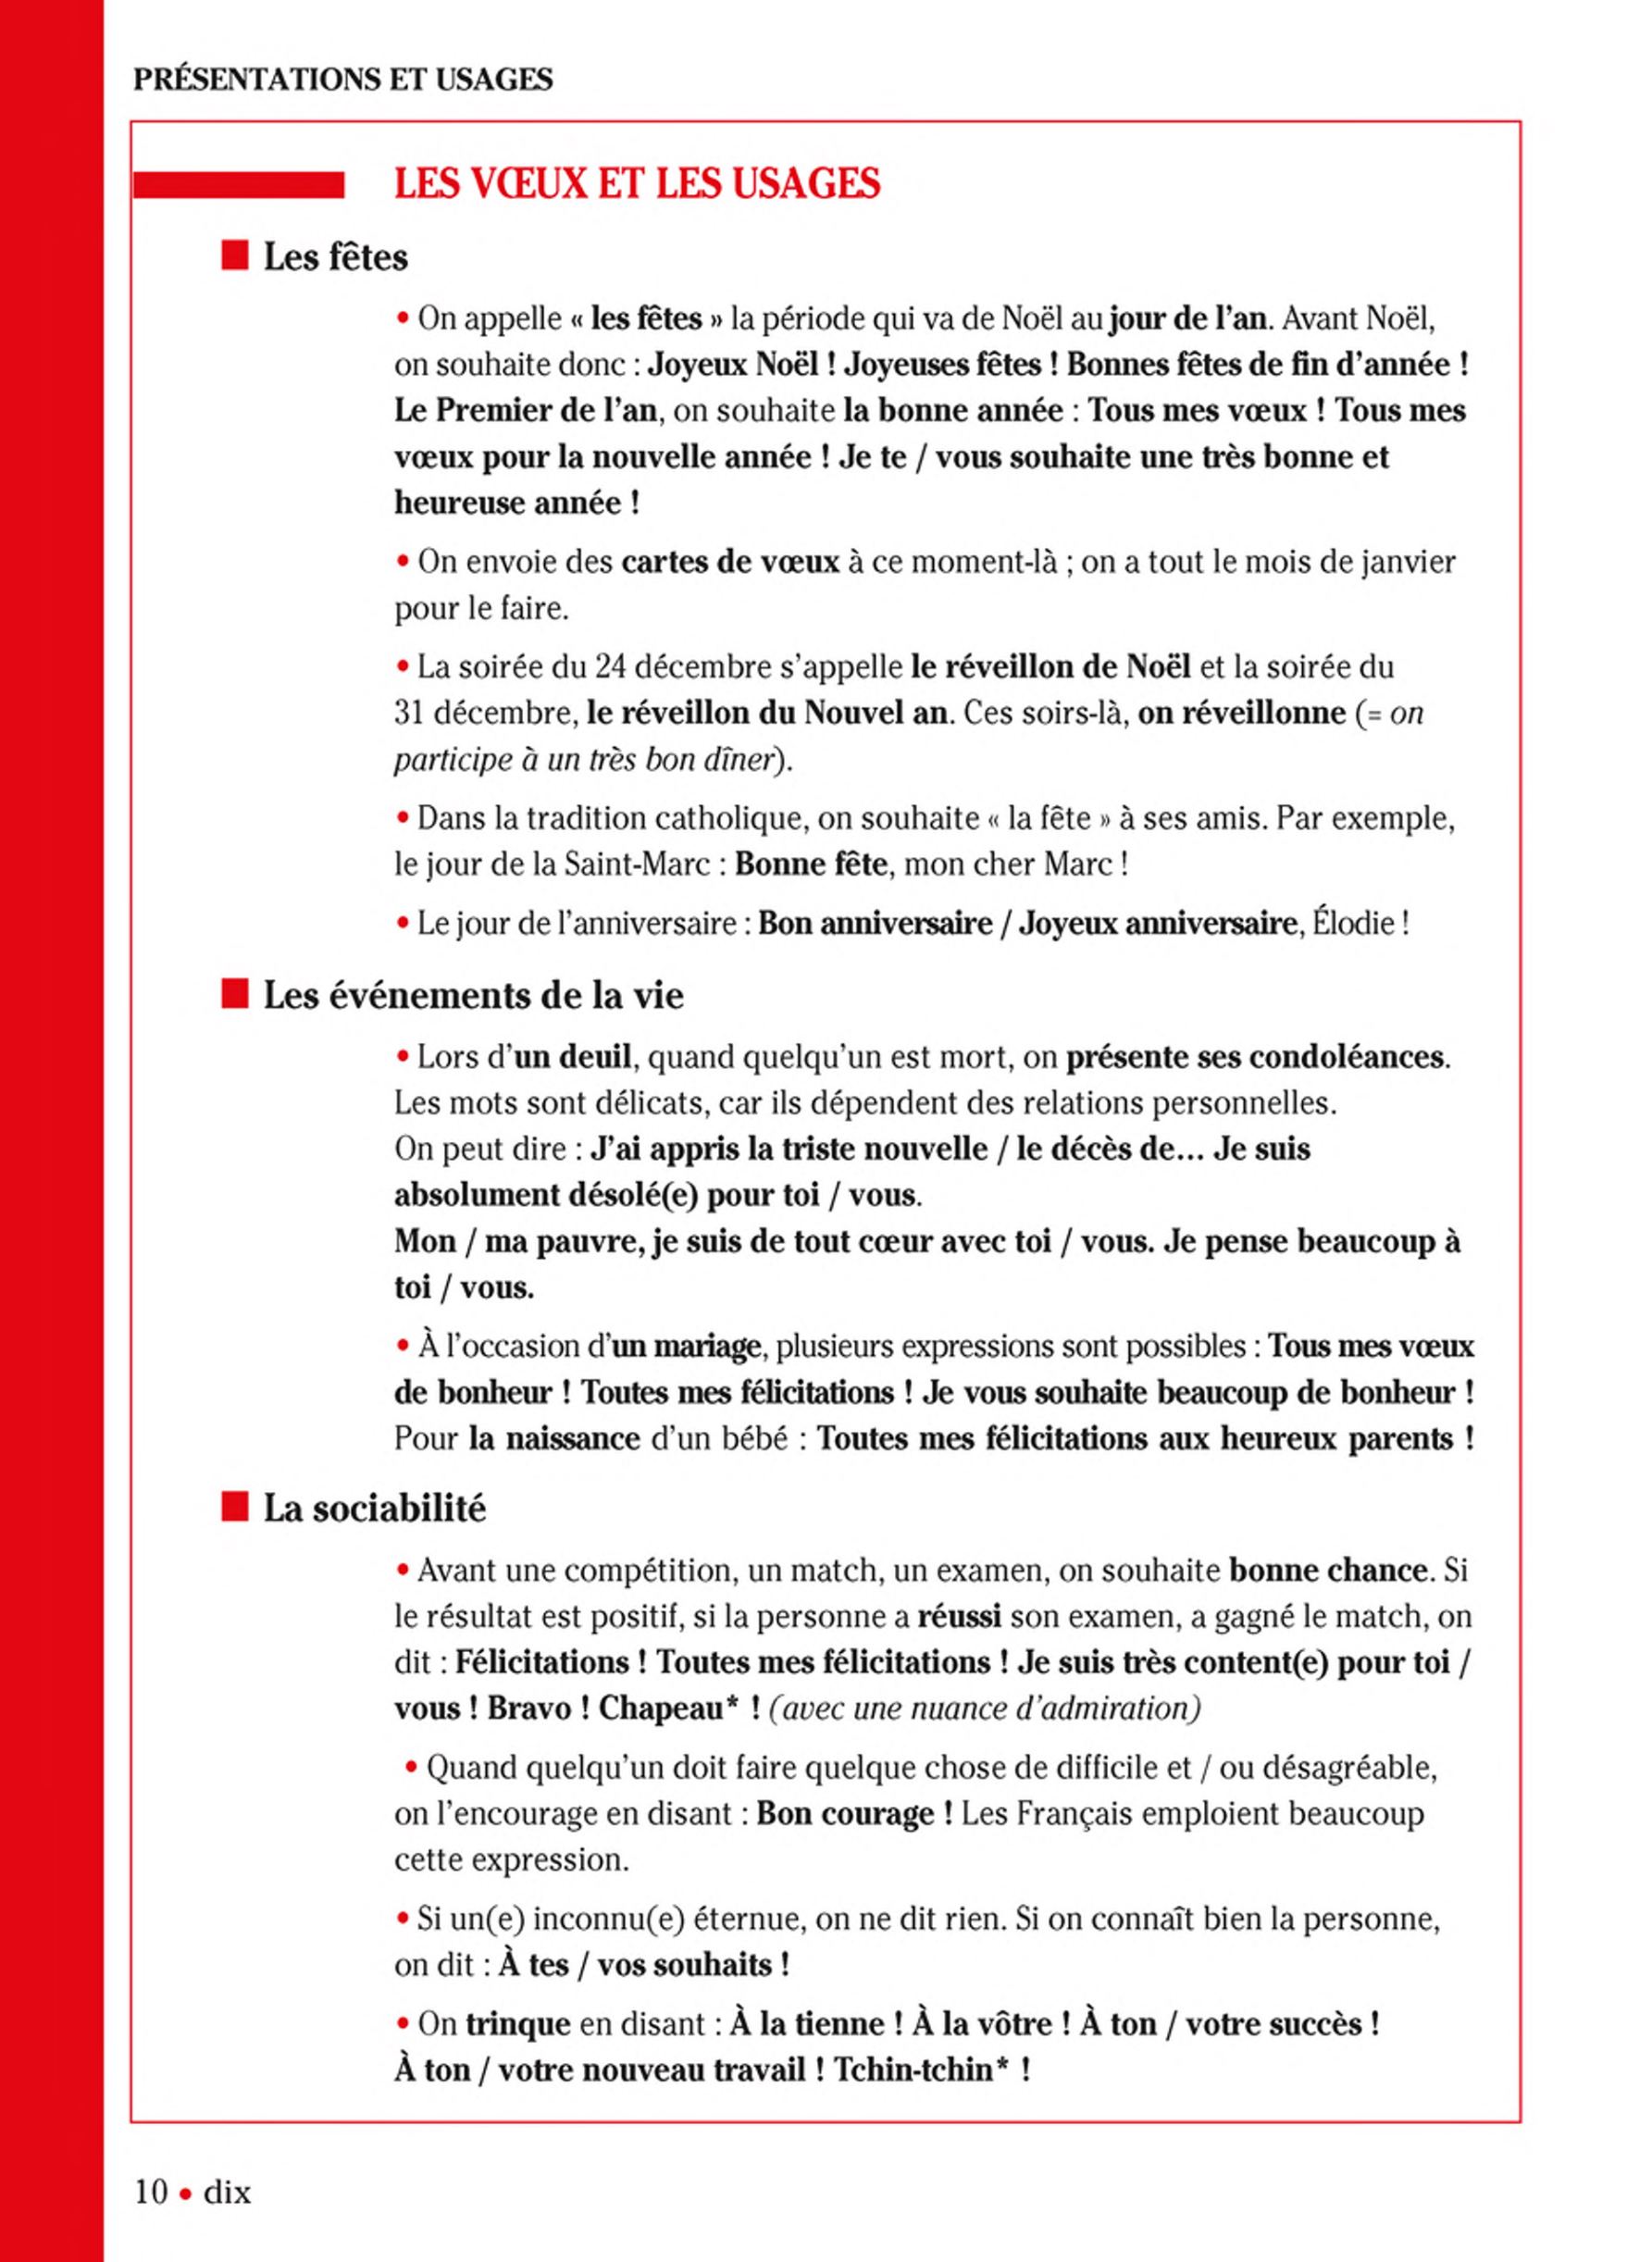 PRÉSENTATIONS ET USAGES
LES VŒUX ET LES USAGES
■ Les fêtes
• On appelle « les fêtes » la période qui va de Noël au jour de l’an. Avant Noël,
on souhaite donc : Joyeux Noël ! Joyeuses fêtes ! Bonnes fêtes de fin d’année !
Le Premier de l’an, on souhaite la bonne année : Tous mes vœux ! Tous mes
vœux pour la nouvelle année ! Je te / vous souhaite une très bonne et
heureuse année !
• On envoie des cartes de vœux à ce moment-là ; on a tout le mois de janvier
pour le faire.
• La soirée du 24 décembre s’appelle le réveillon de Noël et la soirée du
31 décembre, le réveillon du Nouvel an. Ces soirs-là, on réveillonne (= on
participe à un très bon dîner).
• Dans la tradition catholique, on souhaite « la fête » à ses amis. Par exemple,
le jour de la Saint-Marc : Bonne fête, mon cher Marc !
• Le jour de l’anniversaire : Bon anniversaire / Joyeux anniversaire, Élodie !
■ Les événements de la vie
• Lors d’un deuil, quand quelqu’un est mort, on présente ses condoléances.
Les mots sont délicats, car ils dépendent des relations personnelles.
On peut dire : J’ai appris la triste nouvelle / le décès de... Je suis
absolument désolé(e) pour toi / vous.
Mon / ma pauvre, je suis de tout cœur avec toi / vous. Je pense beaucoup à
toi / vous.
• À l’occasion d’un mariage, plusieurs expressions sont possibles : Tous mes vœux
de bonheur ! Toutes mes félicitations ! Je vous souhaite beaucoup de bonheur !
Pour la naissance d’un bébé : Toutes mes félicitations aux heureux parents !
■ La sociabilité
• Avant une compétition, un match, un examen, on souhaite bonne chance. Si
le résultat est positif, si la personne a réussi son examen, a gagné le match, on
dit : Félicitations ! Toutes mes félicitations ! Je suis très content(e) pour toi /
vous ! Bravo ! Chapeau* ! (avec une nuance d’admiration)
• Quand quelqu’un doit faire quelque chose de difficile et / ou désagréable,
on l’encourage en disant : Bon courage ! Les Français emploient beaucoup
cette expression.
• Si un(e) inconnu(e) éternue, on ne dit rien. Si on connaît bien la personne,
on dit : À tes / vos souhaits !
• On trinque en disant : À la tienne ! À la vôtre ! À ton / votre succès !
À ton / votre nouveau travail ! Tchin-tchin* !
10 • dix